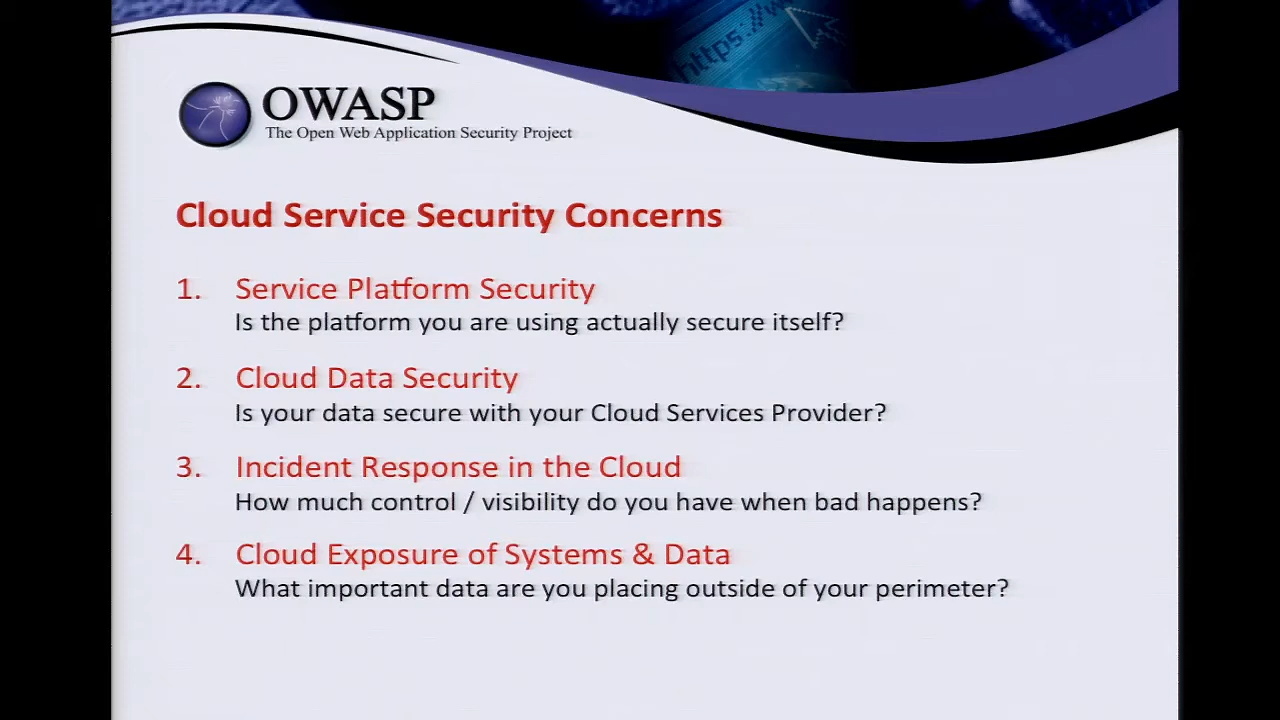 https://w
OWASP
The Open Web Application Security Project
Cloud Service Security Concerns
1. Service Platform Security
Is the platform you are using actually secure itself?
2. Cloud Data Security
Is your data secure with your Cloud Services Provider?
3. Incident Response in the Cloud
How much control / visibility do you have when bad happens?
4. Cloud Exposure of Systems & Data
What important data are you placing outside of your perimeter?